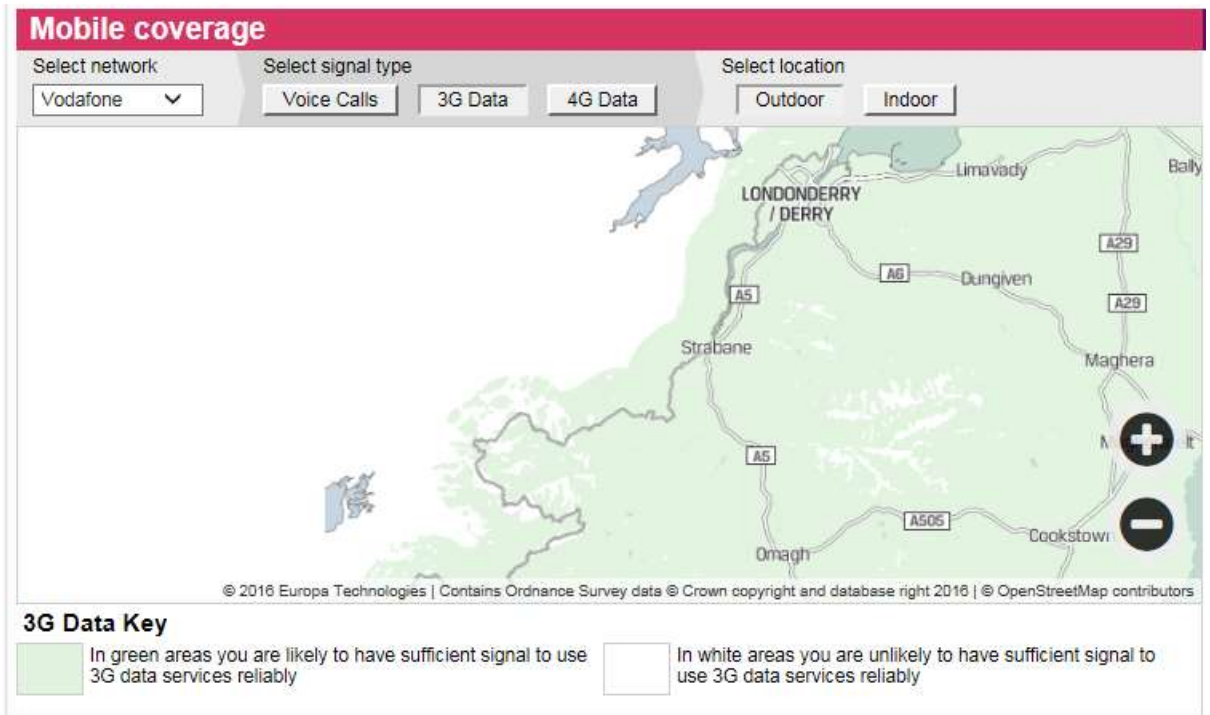 Mobile coverage
Select network
Select signal type
Select location
Vodafone
Voice Calls
3G Data
4G Data
Outdoor
Indoor
Limavady
Bally
LONDONDERRY
/ DERRY
A29
A6
Dungiven
A5
A29
Strabane
Maghera
A5
A505
Cookstown
Omagh
© 2016 Europa Technologies | Contains Ordnance Survey data © Crown copyright and database right 2016 | © OpenStreetMap contributors
3G Data Key
In green areas you are likely to have sufficient signal to use
3G data services reliably
In white areas you are unlikely to have sufficient signal to
use 3G data services reliably